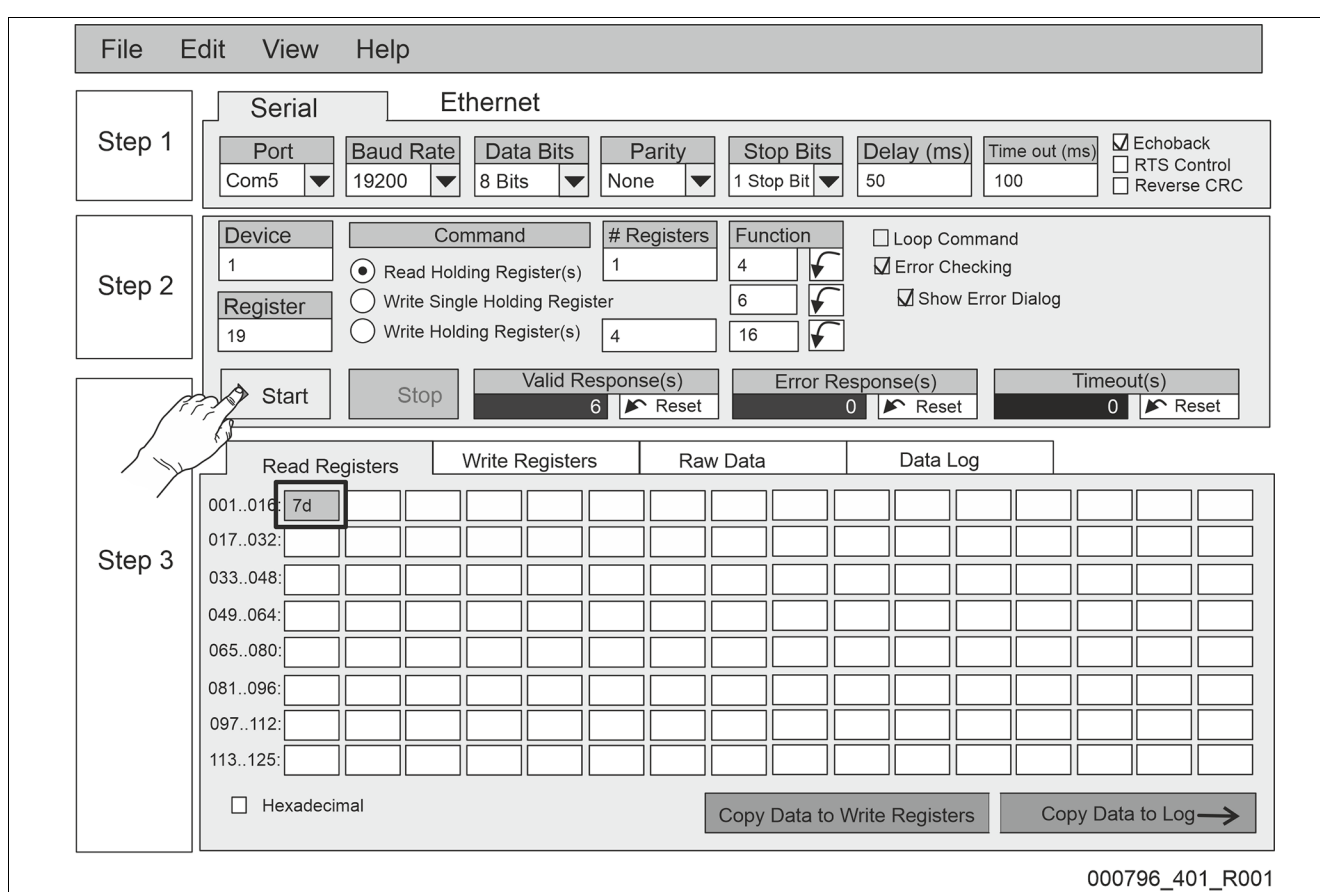 File Edit View Help
Step 1
Serial Ethernet
Port Baud Rate Data Bits Parity Stop Bits Delay (ms) Time out (ms)
Com5 19200 8 Bits None 1 Stop Bit 50 100
Echoback
RTS Control
Reverse CRC
Step 2
Device Command # Registers Function
1 Read Holding Register(s) 1 4
Write Single Holding Register 6
Register
19 Write Holding Register(s) 4 16
Loop Command
Error Checking
Show Error Dialog
Start Stop
Valid Response(s) Error Response(s) Timeout(s)
6 Reset 0 Reset 0 Reset
Step 3
Read Registers Write Registers Raw Data Data Log
001..016: 7d
017..032:
033..048:
049..064:
065..080:
081..096:
097..112:
113..125:
Hexadecimal
Copy Data to Write Registers Copy Data to Log
000796_401_R001